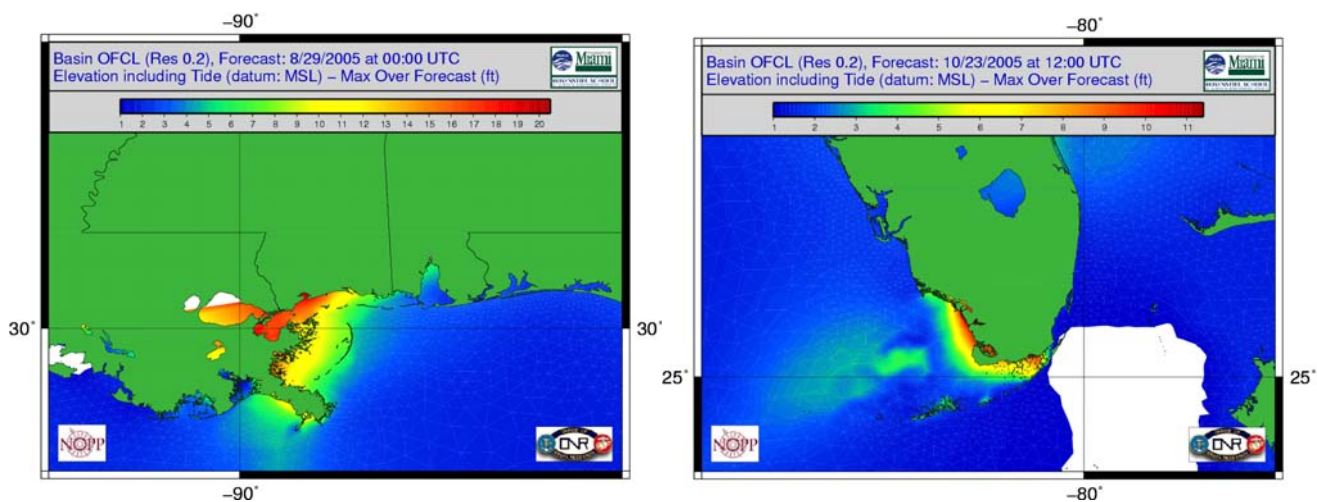 −90°
Basin OFCL (Res 0.2), Forecast: 8/29/2005 at 00:00 UTC
Elevation including Tide (datum: MSL) − Max Over Forecast (ft)
Miami
1 2 3 4 5 6 7 8 9 10 12 13 14 15 16 17 18 19 20
30°
30°
NOPP
−90°
−80°
Basin OFCL (Res 0.2), Forecast: 10/23/2005 at 12:00 UTC
Elevation including Tide (datum: MSL) − Max Over Forecast (ft)
Miami
1 2 3 4 5 6 7 8 9 10 11
25°
25°
NOPP
−80°